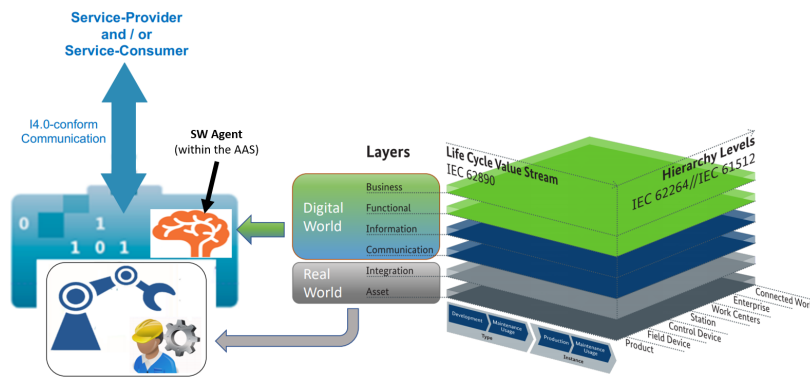 Service-Provider
and / or
Service-Consumer
I4.0-conform
Communication
SW Agent
(within the AAS)
0 1
1 0 1
Layers
Digital
World
Real
World
Business
Functional
Information
Communication
Integration
Asset
Life Cycle Value Stream
IEC 62890
Hierarchy Levels
IEC 62264//IEC 61512
Development
Maintenance
Usage
Type
Production
Maintenance
Usage
Instance
Connected Wor
Enterprise
Work Centers
Station
Control Device
Field Device
Product